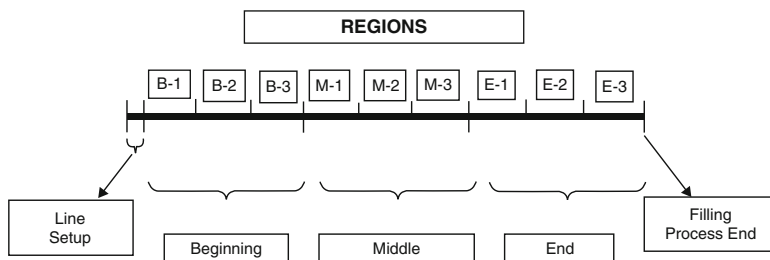 REGIONS
B-1 B-2 B-3 M-1 M-2 M-3 E-1 E-2 E-3
Line
Setup
Beginning
Middle
End
Filling
Process End